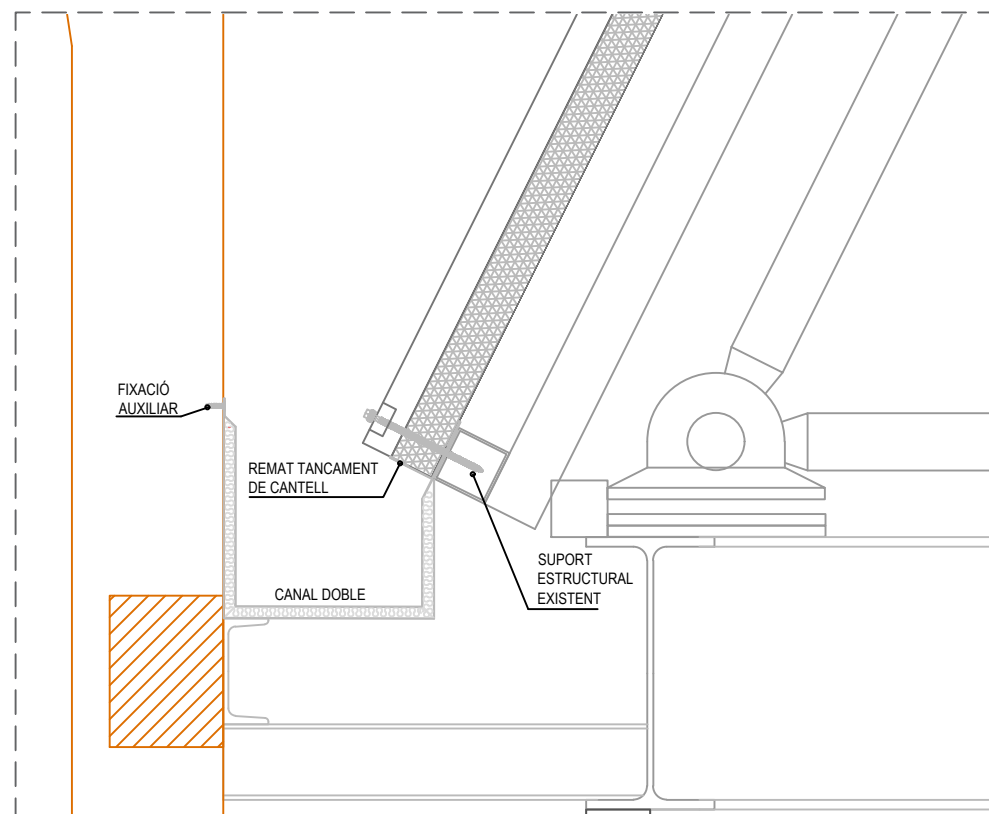 FIXACIÓ
AUXILIAR
REMAT TANCAMENT
DE CANTELL
CANAL DOBLE
SUPORT
ESTRUCTURAL
EXISTENT